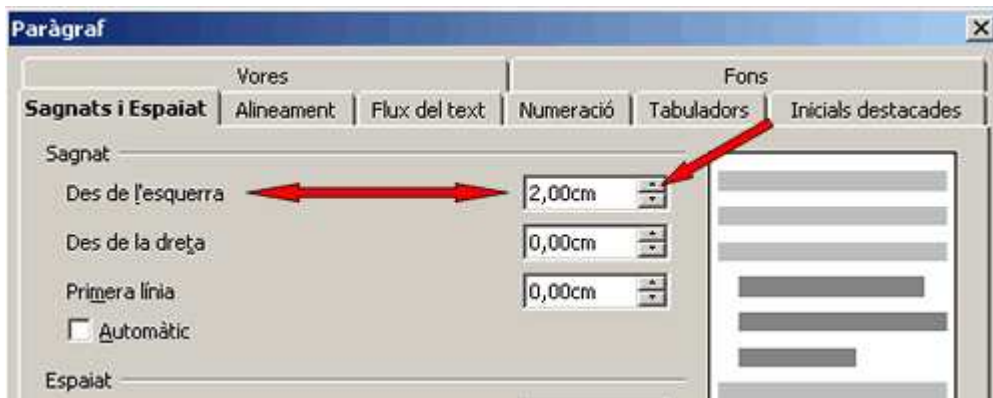 Paràgraf
Vores Fons
Sagnats i Espaiat Alineament Flux del text Numeració Tabuladors Inicials destacades
Sagnat
Des de l'esquerra 2,00cm
Des de la dreta 0,00cm
Primera línia 0,00cm
Automàtic
Espaiat